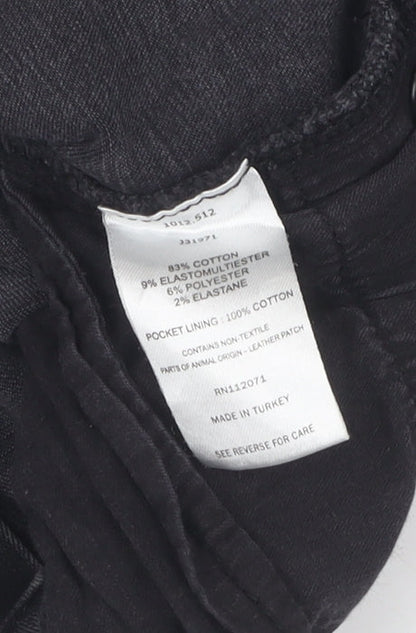 1012.512
331971
83% COTTON
9% ELASTOMULTIESTER
6% POLYESTER
2% ELASTANE
POCKET LINING : 100% COTTON
CONTAINS NON-TEXTILE
PARTS OF ANIMAL ORIGIN - LEATHER PATCH
RN112071
MADE IN TURKEY
SEE REVERSE FOR CARE